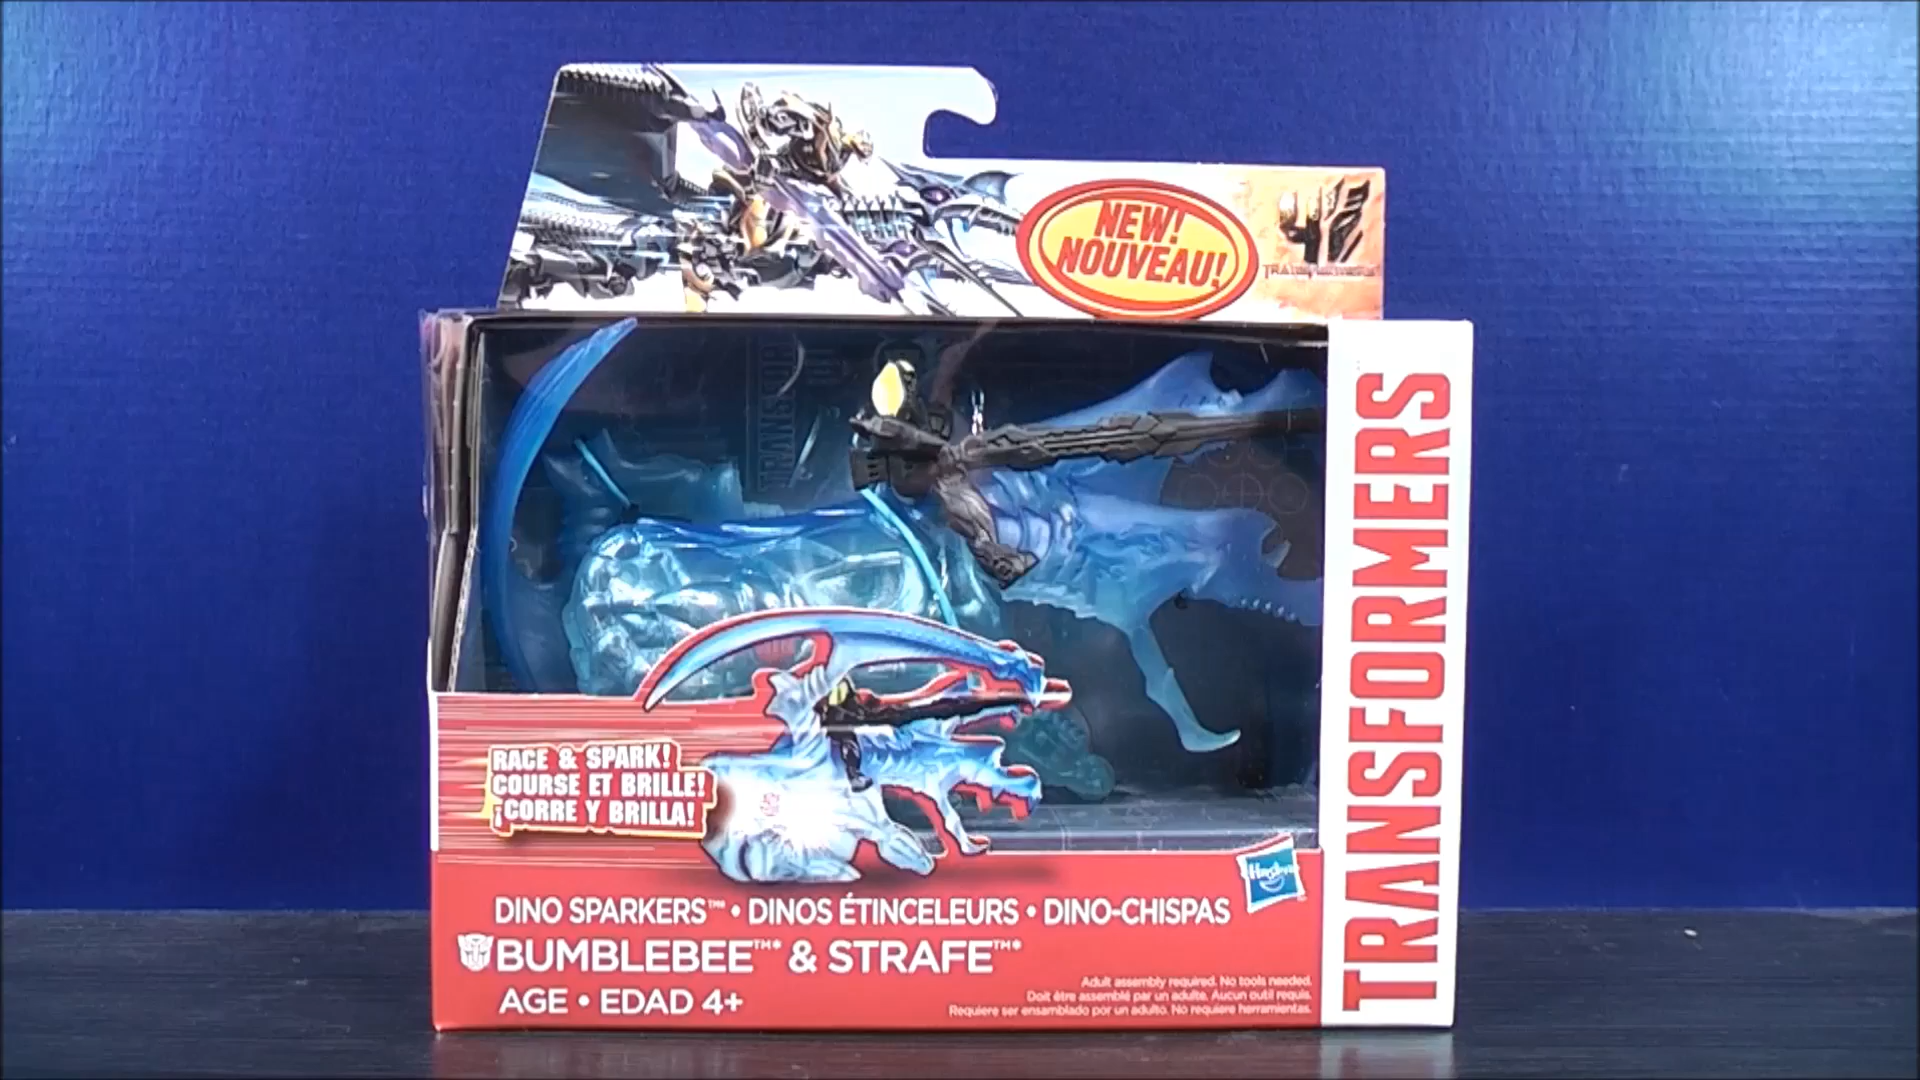 NEW!
NOUVEAU!
TRANSFORMERS
TRANSFORMERS
RACE & SPARK!
COURSE ET BRILLE!
¡CORRE Y BRILLA!
Hasbro
DINO SPARKERS™ • DINOS ÉTINCELEURS • DINO-CHISPAS
BUMBLEBEE™* & STRAFE™*
AGE • EDAD 4+
Adult assembly required. No tools needed.
Doit être assemblé par un adulte. Aucun outil requis.
Requiere ser ensamblado por un adulto. No requiere herramientas.